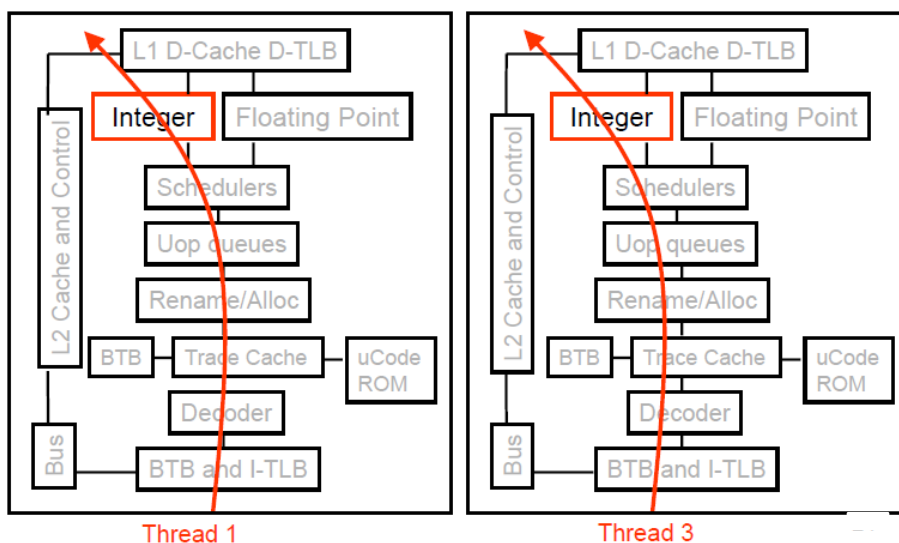 L1 D-Cache D-TLB
Integer
Floating Point
L2 Cache and Control
Schedulers
Uop queues
Rename/Alloc
BTB
Trace Cache
uCode
ROM
Decoder
Bus
BTB and I-TLB
Thread 1
L1 D-Cache D-TLB
Integer
Floating Point
L2 Cache and Control
Schedulers
Uop queues
Rename/Alloc
BTB
Trace Cache
uCode
ROM
Decoder
Bus
BTB and I-TLB
Thread 3